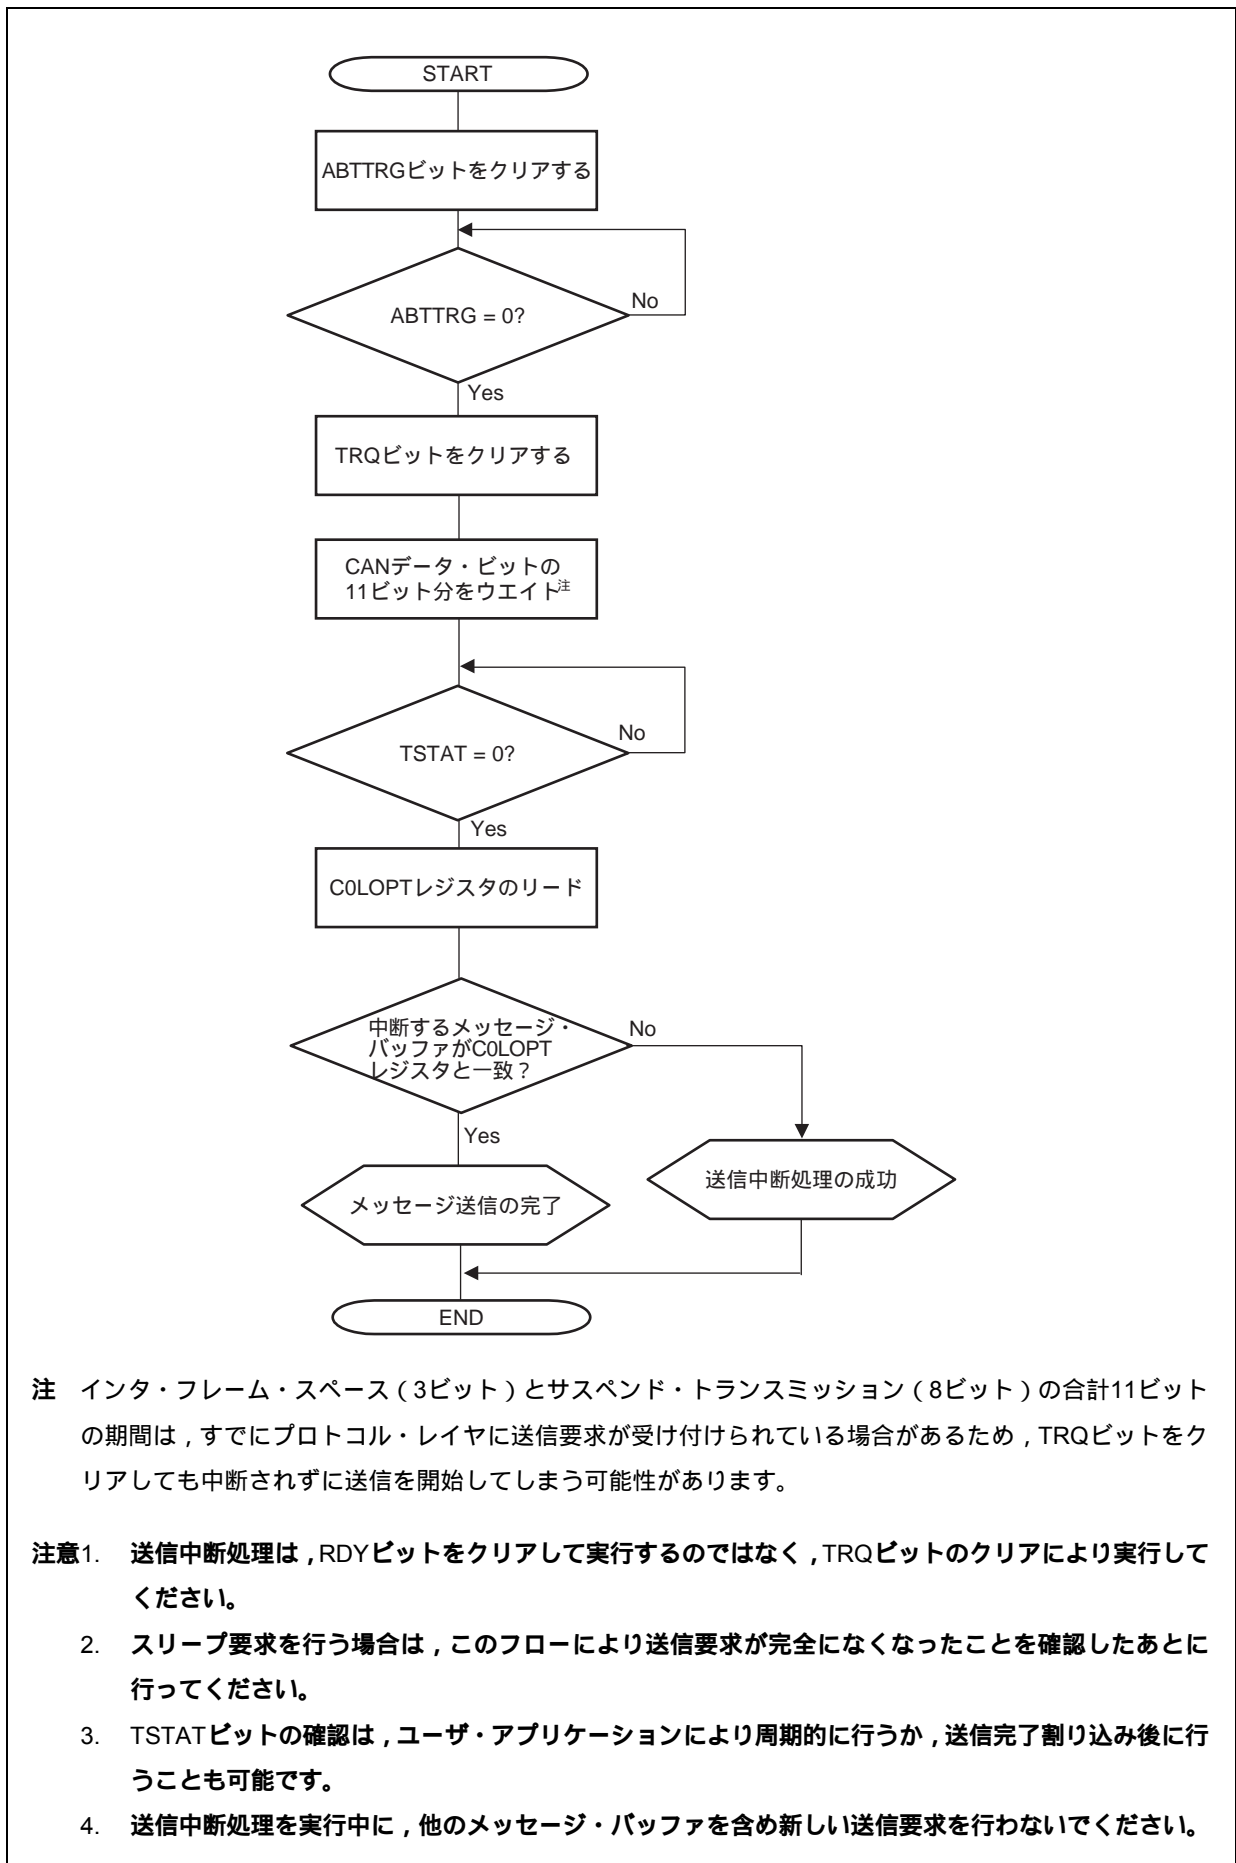 START
ABTTRGビットをクリアする
ABTTRG = 0?
No
Yes
TRQビットをクリアする
CANデータ・ビットの
11ビット分をウエイト注
TSTAT = 0?
No
Yes
C0LOPTレジスタのリード
中断するメッセージ・
バッファがC0LOPT
レジスタと一致？
No
Yes
送信中断処理の成功
メッセージ送信の完了
END
注 インタ・フレーム・スペース（3ビット）とサスペンド・トランスミッション（8ビット）の合計11ビット
の期間は，すでにプロトコル・レイヤに送信要求が受け付けられている場合があるため，TRQビットをク
リアしても中断されずに送信を開始してしまう可能性があります。
注意1. 送信中断処理は，RDYビットをクリアして実行するのではなく，TRQビットのクリアにより実行して
ください。
2. スリープ要求を行う場合は，このフローにより送信要求が完全になくなったことを確認したあとに
行ってください。
3. TSTATビットの確認は，ユーザ・アプリケーションにより周期的に行うか，送信完了割り込み後に行
うことも可能です。
4. 送信中断処理を実行中に，他のメッセージ・バッファを含め新しい送信要求を行わないでください。